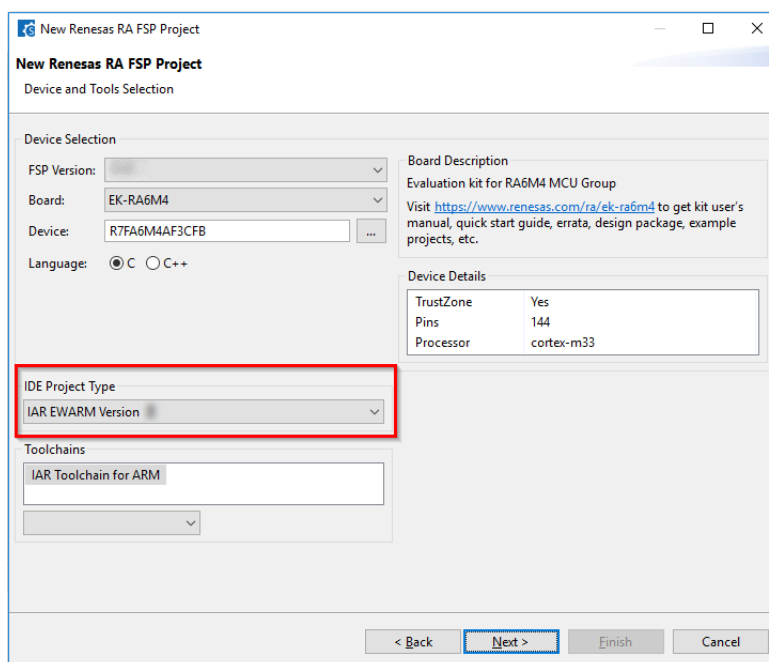 New Renesas RA FSP Project
New Renesas RA FSP Project
Device and Tools Selection
Device Selection
FSP Version:
Board: EK-RA6M4
Device: R7FA6M4AF3CFB ...
Language: C C++
Board Description
Evaluation kit for RA6M4 MCU Group
Visit https://www.renesas.com/ra/ek-ra6m4 to get kit user's
manual, quick start guide, errata, design package, example
projects, etc.
Device Details
TrustZone Yes
Pins 144
Processor cortex-m33
IDE Project Type
IAR EWARM Version
Toolchains
IAR Toolchain for ARM
< Back Next > Finish Cancel